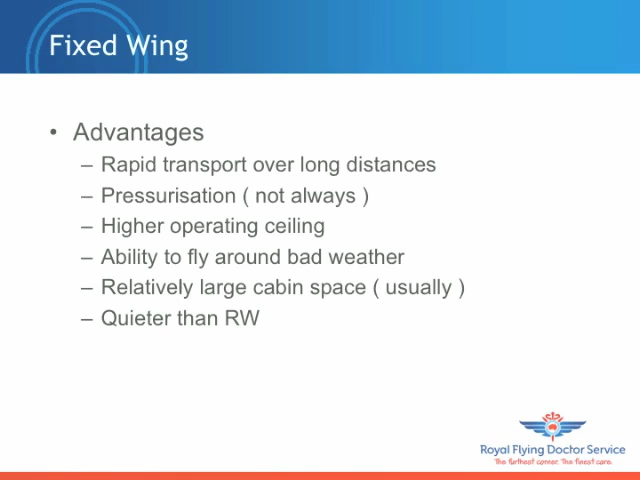 Fixed Wing
• Advantages
– Rapid transport over long distances
– Pressurisation ( not always )
– Higher operating ceiling
– Ability to fly around bad weather
– Relatively large cabin space ( usually )
– Quieter than RW
Royal Flying Doctor Service
The furthest corner. The finest care.